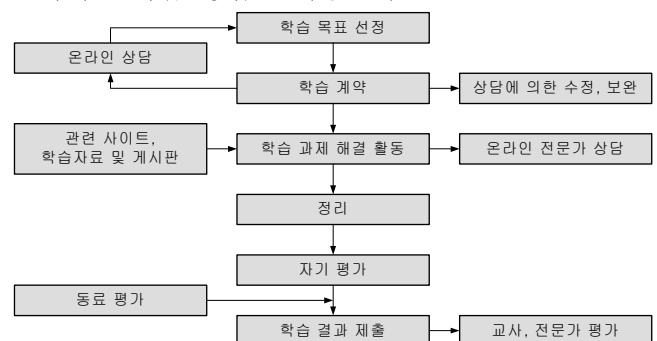 학습 목표 선정
온라인 상담
학습 계약
상담에 의한 수정, 보완
관련 사이트,
학습자료 및 게시판
학습 과제 해결 활동
온라인 전문가 상담
정리
자기 평가
동료 평가
학습 결과 제출
교사, 전문가 평가